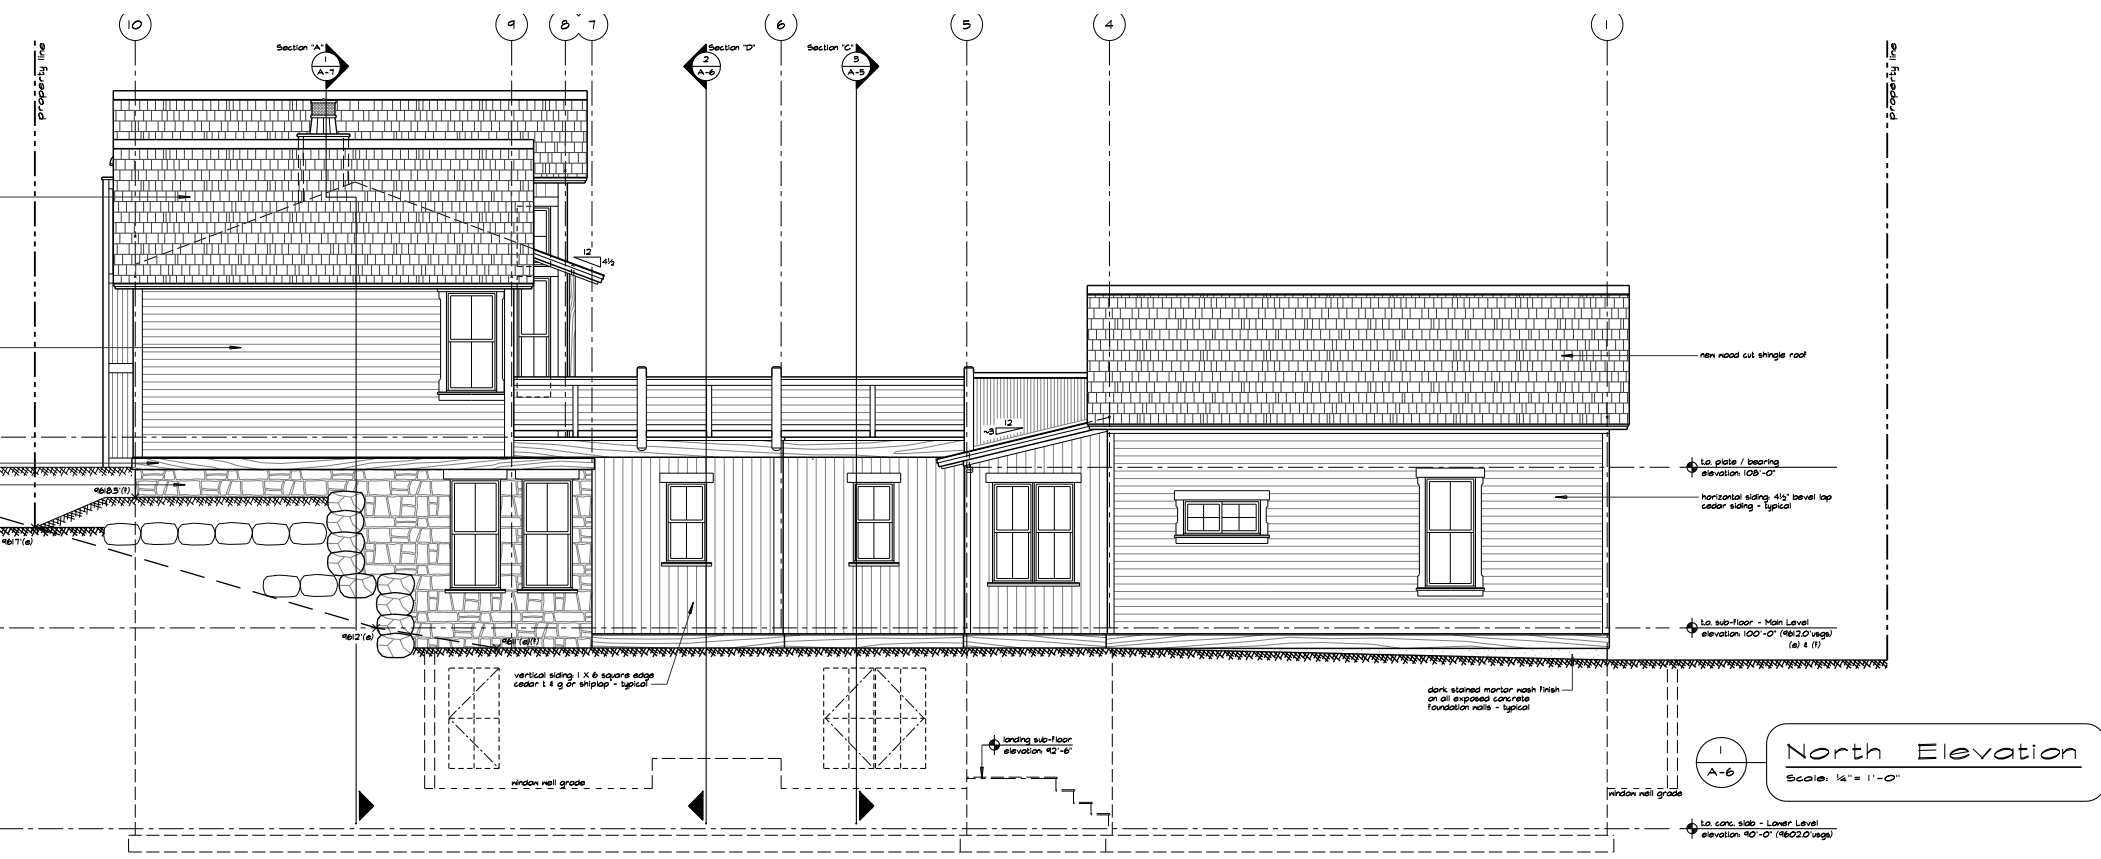 10
9
8
7
6
5
4
1
property line
Section "A"
1
A-7
Section "D"
2
A-6
Section "C"
3
A-5
property line
12
4½
12
~3
new wood cut shingle roof
t.o. plate / bearing
elevation: 108'-0"
horizontal siding: 4½" bevel lap
cedar siding - typical
9618.5'(f)
9617'(e)
9612'(e)
9611'(e)(f)
t.o. sub-floor - Main Level
elevation: 100'-0" (9612.0'usgs)
(e) & (f)
vertical siding: 1 X 6 square edge
cedar t & g or shiplap - typical
dark stained mortar wash finish
on all exposed concrete
foundation walls - typical
landing sub-floor
elevation: 92'-6"
window well grade
window well grade
1
A-6
North Elevation
Scale: ¼" = 1'-0"
t.o. conc. slab - Lower Level
elevation: 90'-0" (9602.0'usgs)